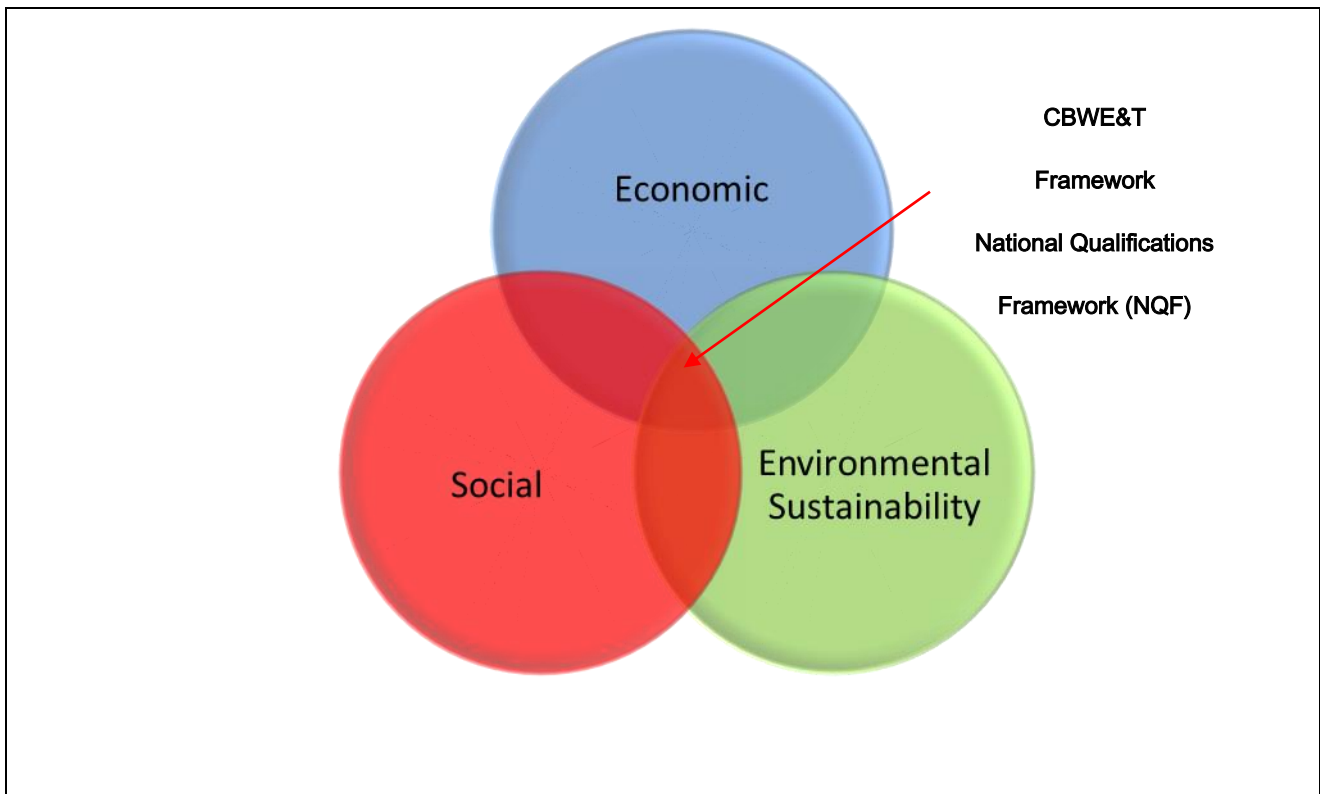 Economic
CBWE&T
Framework
National Qualifications
Framework (NQF)
Social
Environmental
Sustainability